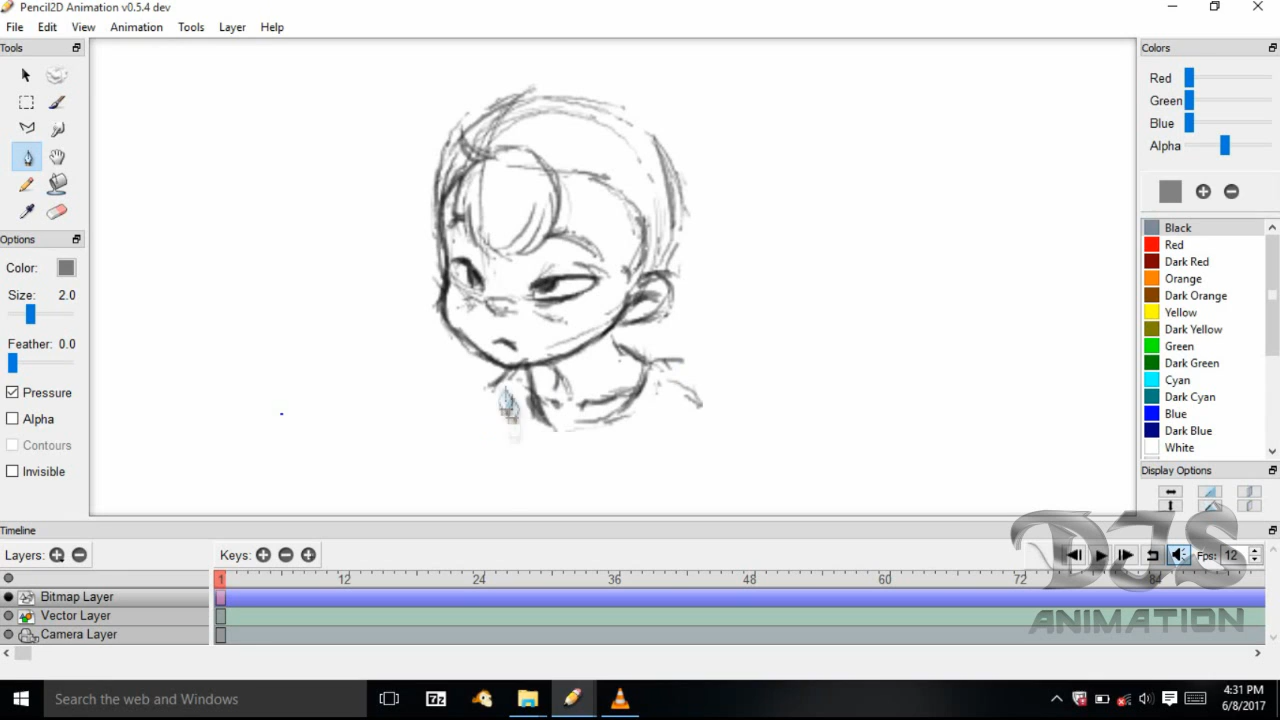 Pencil2D Animation v0.5.4 dev
File Edit View Animation Tools Layer Help
Tools
Options
Color:
Size: 2.0
Feather: 0.0
Pressure
Alpha
Contours
Invisible
Colors
Red
Green
Blue
Alpha
Black
Red
Dark Red
Orange
Dark Orange
Yellow
Dark Yellow
Green
Dark Green
Cyan
Dark Cyan
Blue
Dark Blue
White
Display Options
Timeline
Layers: Keys: Fps: 12
1 12 24 36 48 60 72 84
Bitmap Layer
Vector Layer
Camera Layer
DJS
ANIMATION
Search the web and Windows
7z
4:31 PM
6/8/2017